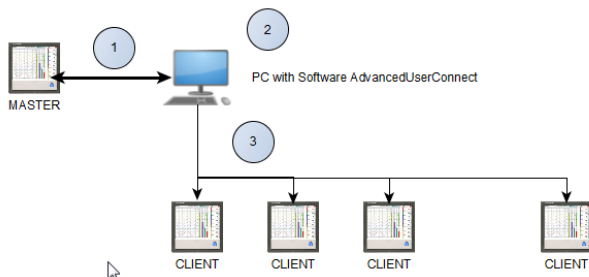 1
2
PC with Software AdvancedUserConnect
MASTER
3
CLIENT
CLIENT
CLIENT
CLIENT